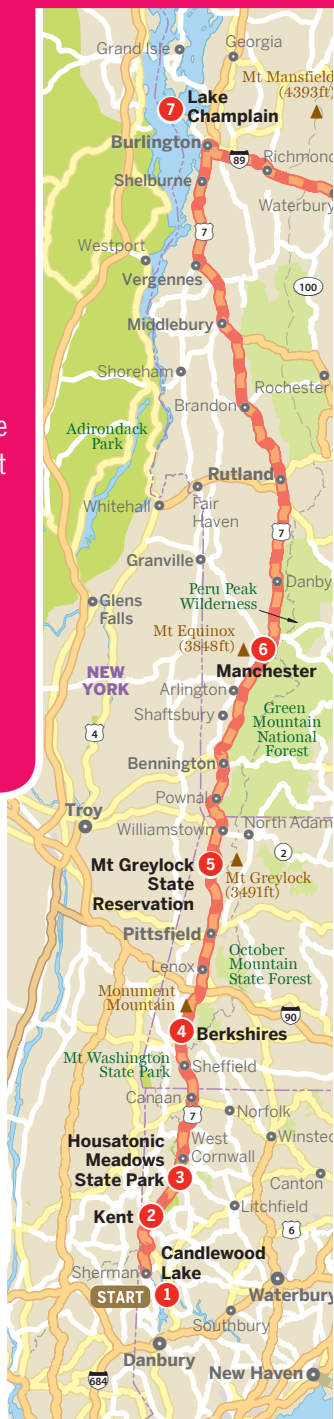 Grand Isle
Georgia
Mt Mansfield
(4393ft)
7
Lake
Champlain
Burlington
89
Richmond
Shelburne
Waterbury
7
Westport
Vergennes
100
Middlebury
Shoreham
Rochester
Brandon
Adirondack
Park
Rutland
Whitehall
Fair
Haven
7
Granville
Danby
Peru Peak
Wilderness
Glens
Falls
Mt Equinox
(3848ft)
6
Manchester
NEW
YORK
Arlington
Shaftsbury
Green
Mountain
National
Forest
4
Bennington
Pownal
Troy
Williamstown
North Adam
2
5
Mt Greylock
State
Reservation
Mt Greylock
(3491ft)
Pittsfield
October
Mountain
State Forest
Lenox
Monument
Mountain
90
4
Berkshires
Mt Washington
State Park
Sheffield
Canaan
7
Norfolk
West
Cornwall
Winsted
Housatonic
Meadows
State Park
3
Canton
Kent
2
Litchfield
6
Candlewood
Lake
Sherman
START
1
Waterbury
Southbury
Danbury
684
New Haven